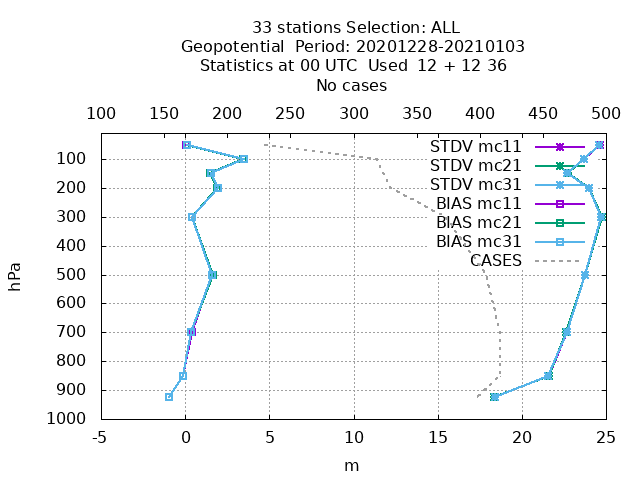 33 stations Selection: ALL
Geopotential  Period: 20201228-20210103
Statistics at 00 UTC  Used  12 + 12 36
No cases
100 150 200 250 300 350 400 450 500
STDV mc11
STDV mc21
STDV mc31
BIAS mc11
BIAS mc21
BIAS mc31
CASES
100
200
300
400
500
600
700
800
900
1000
hPa
-5 0 5 10 15 20 25
m